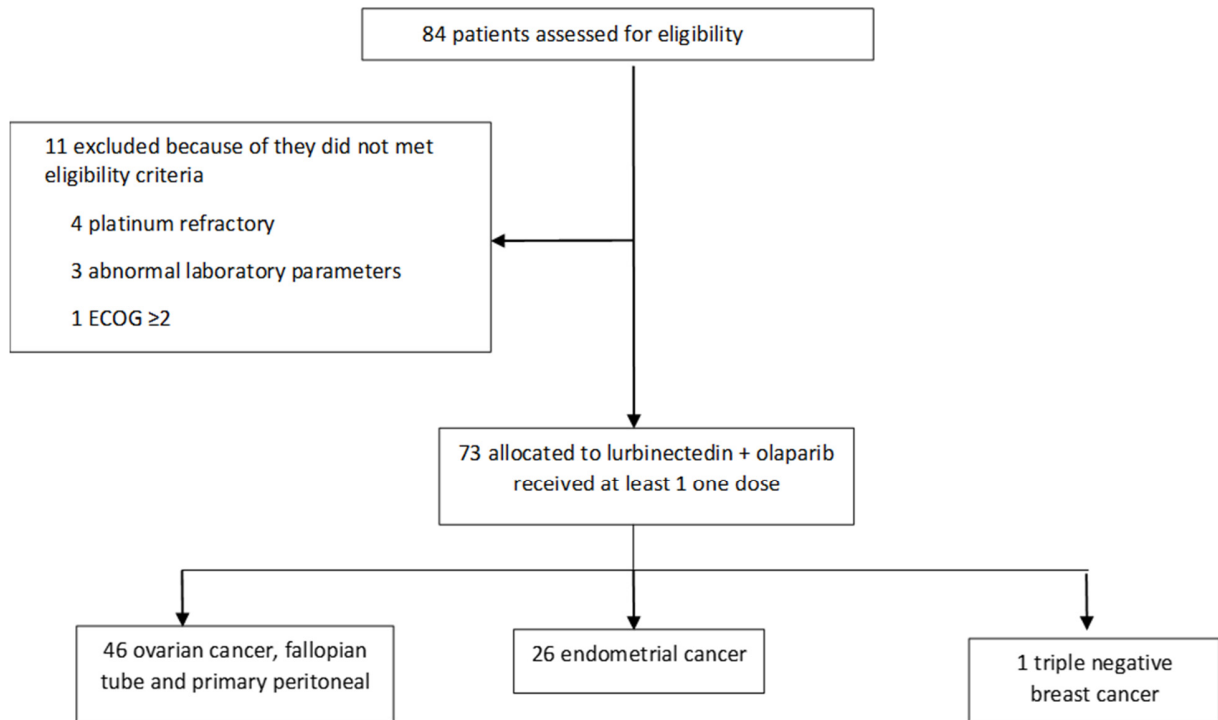 84 patients assessed for eligibility
11 excluded because of they did not met
eligibility criteria
4 platinum refractory
3 abnormal laboratory parameters
1 ECOG ≥2
73 allocated to lurbinectedin + olaparib
received at least 1 one dose
46 ovarian cancer, fallopian
tube and primary peritoneal
26 endometrial cancer
1 triple negative
breast cancer